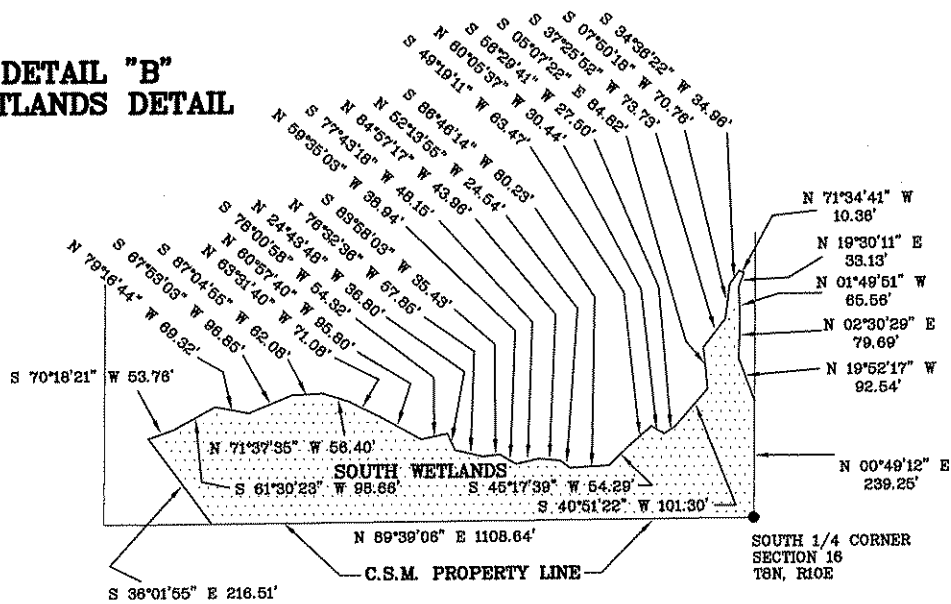 DETAIL "B"
TLANDS DETAIL
S 34°36'22" W 34.96'
S 07°50'18" W 70.76'
S 37°25'52" W 73.73'
S 05°07'22" E 84.62'
S 56°29'41" W 27.50'
N 60°05'37" W 30.44'
S 49°19'11" W 63.47'
S 86°46'14" W 80.23'
N 52°13'55" W 24.54'
N 84°57'17" W 43.96'
S 77°43'18" W 48.15'
N 59°35'03" W 38.94'
S 83°58'03" W 35.43'
N 76°32'36" W 57.85'
N 24°43'48" W 36.80'
S 76°00'58" W 54.32'
N 60°57'40" W 95.80'
N 63°31'40" W 71.08'
S 87°04'55" W 62.08'
S 67°53'03" W 96.85'
N 79°16'44" W 69.32'
S 70°18'21" W 53.76'
N 71°34'41" W
10.36'
N 19°30'11" E
33.13'
N 01°49'51" W
65.56'
N 02°30'29" E
79.69'
N 19°52'17" W
92.54'
N 00°49'12" E
239.25'
N 71°37'35" W 56.40'
SOUTH WETLANDS
S 61°30'23" W 98.66'
S 45°17'39" W 54.29'
S 40°51'22" W 101.30'
N 89°39'06" E 1108.64'
SOUTH 1/4 CORNER
SECTION 16
T8N, R10E
C.S.M. PROPERTY LINE
S 36°01'55" E 216.51'